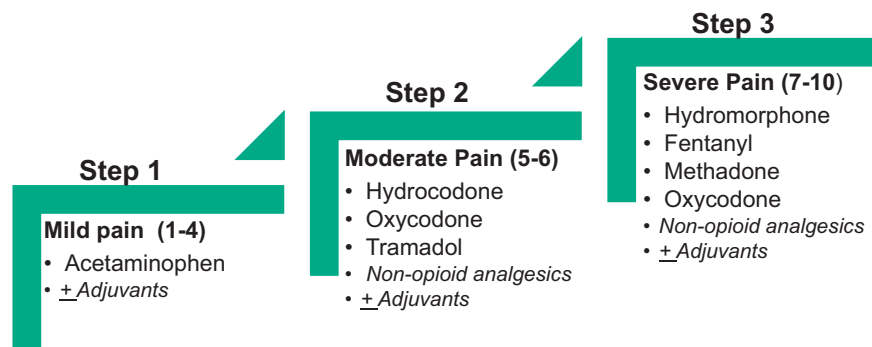 Step 1
Mild pain (1-4)
• Acetaminophen
• + Adjuvants
Step 2
Moderate Pain (5-6)
• Hydrocodone
• Oxycodone
• Tramadol
• Non-opioid analgesics
• + Adjuvants
Step 3
Severe Pain (7-10)
• Hydromorphone
• Fentanyl
• Methadone
• Oxycodone
• Non-opioid analgesics
• + Adjuvants